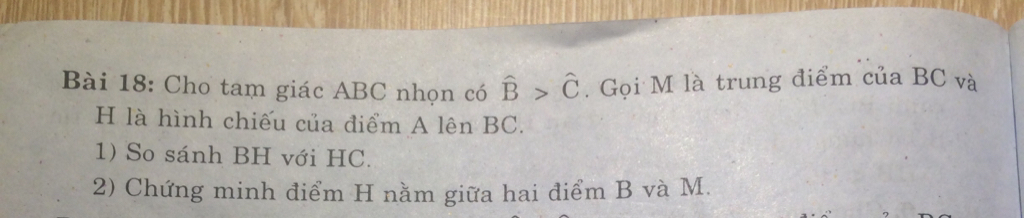 Bài 18: Cho tam giác ABC nhọn có B̂ > Ĉ. Gọi M là trung điểm của BC và
H là hình chiếu của điểm A lên BC.
1) So sánh BH với HC.
2) Chứng minh điểm H nằm giữa hai điểm B và M.